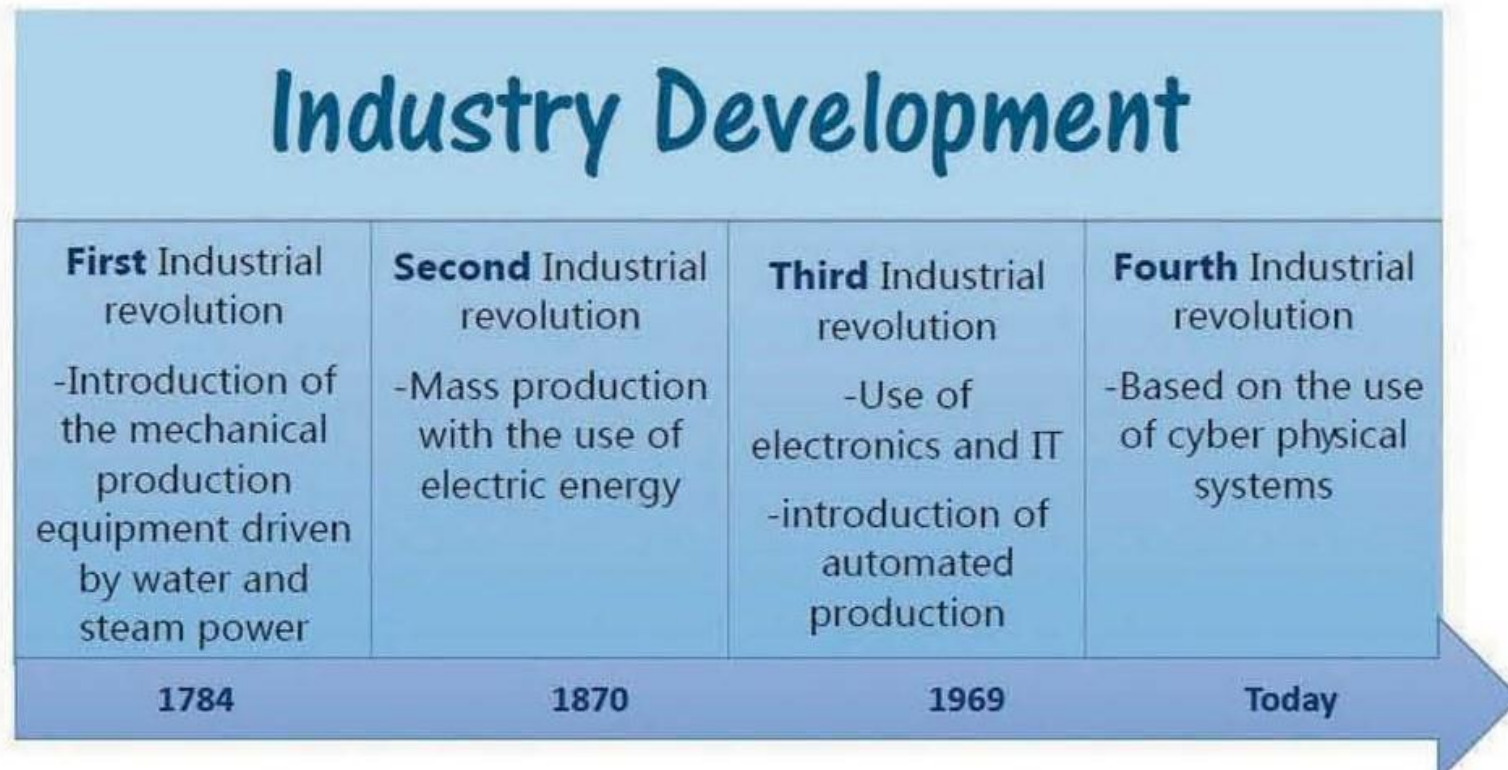 Industry Development
First Industrial
revolution
-Introduction of
the mechanical
production
equipment driven
by water and
steam power
Second Industrial
revolution
-Mass production
with the use of
electric energy
Third Industrial
revolution
-Use of
electronics and IT
-introduction of
automated
production
Fourth Industrial
revolution
-Based on the use
of cyber physical
systems
1784
1870
1969
Today